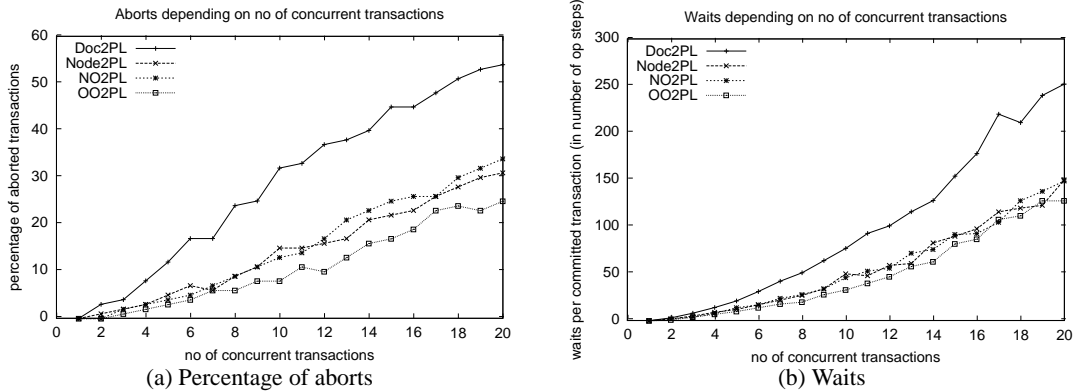 Aborts depending on no of concurrent transactions
percentage of aborted transactions
60
50
40
30
20
10
0
Doc2PL
Node2PL
NO2PL
OO2PL
0 2 4 6 8 10 12 14 16 18 20
no of concurrent transactions
(a) Percentage of aborts
Waits depending on no of concurrent transactions
waits per committed transaction (in number of op steps)
300
250
200
150
100
50
0
Doc2PL
Node2PL
NO2PL
OO2PL
0 2 4 6 8 10 12 14 16 18 20
no of concurrent transactions
(b) Waits